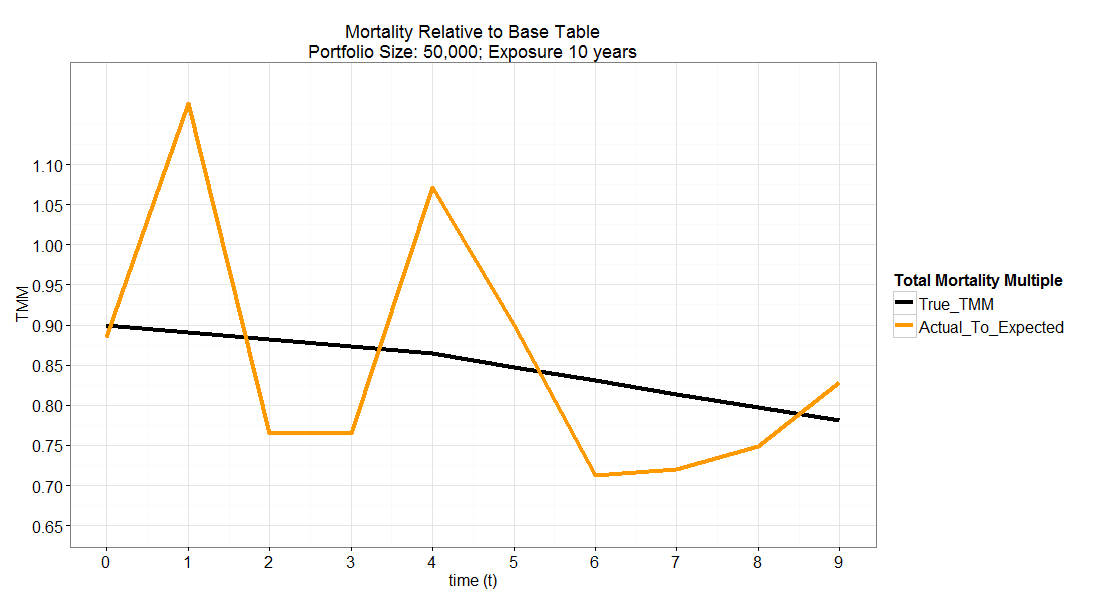 Mortality Relative to Base Table
Portfolio Size: 50,000; Exposure 10 years
TMM
1.10
1.05
1.00
0.95
0.90
0.85
0.80
0.75
0.70
0.65
0 1 2 3 4 5 6 7 8 9
time (t)
Total Mortality Multiple
True_TMM
Actual_To_Expected